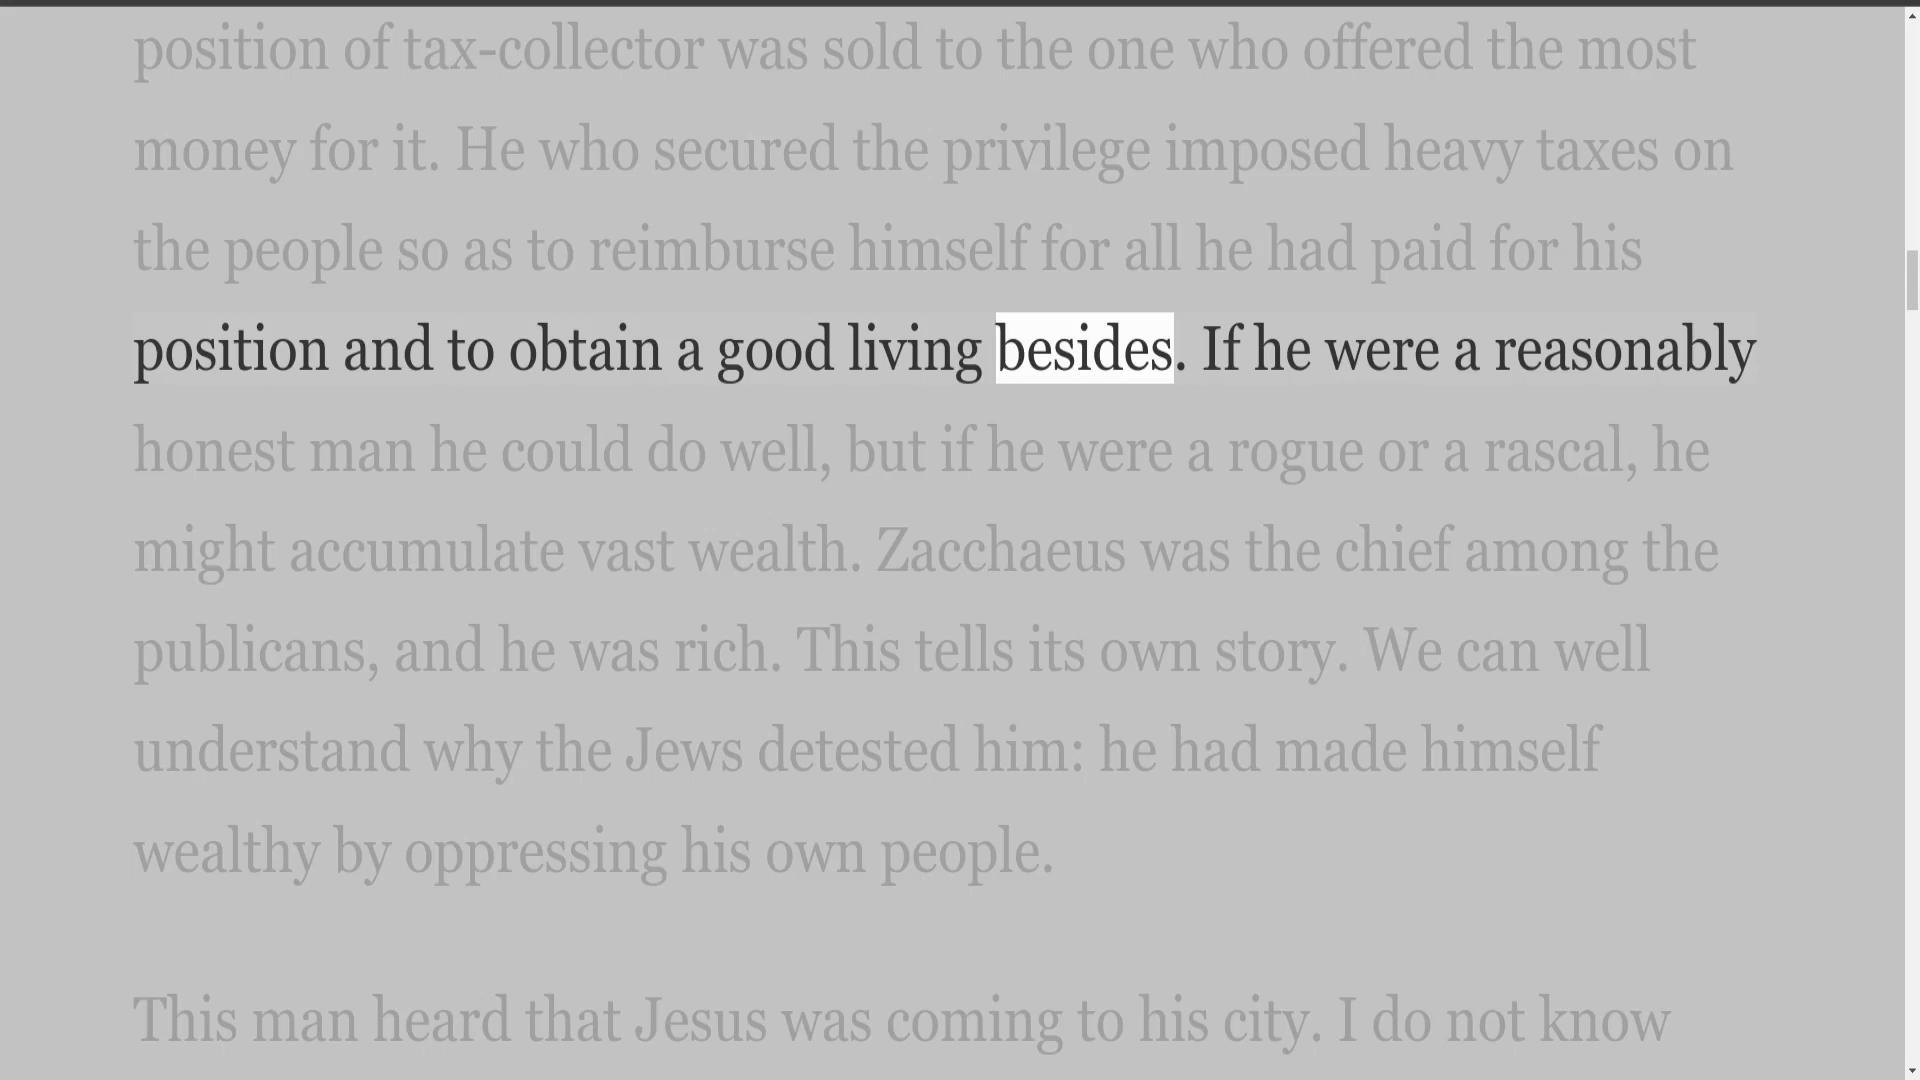 position of tax-collector was sold to the one who offered the most
money for it. He who secured the privilege imposed heavy taxes on
the people so as to reimburse himself for all he had paid for his
position and to obtain a good living besides. If he were a reasonably
honest man he could do well, but if he were a rogue or a rascal, he
might accumulate vast wealth. Zacchaeus was the chief among the
publicans, and he was rich. This tells its own story. We can well
understand why the Jews detested him: he had made himself
wealthy by oppressing his own people.
This man heard that Jesus was coming to his city. I do not know